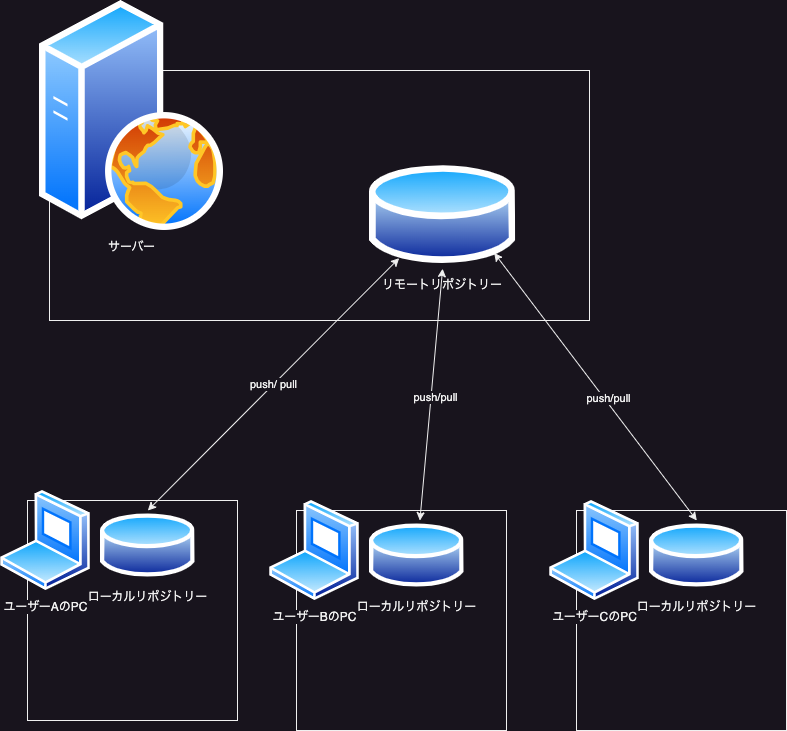 サーバー
リモートリポジトリー
push/ pull
push/pull
push/pull
ユーザーAのPC
ローカルリポジトリー
ユーザーBのPC
ローカルリポジトリー
ユーザーCのPC
ローカルリポジトリー